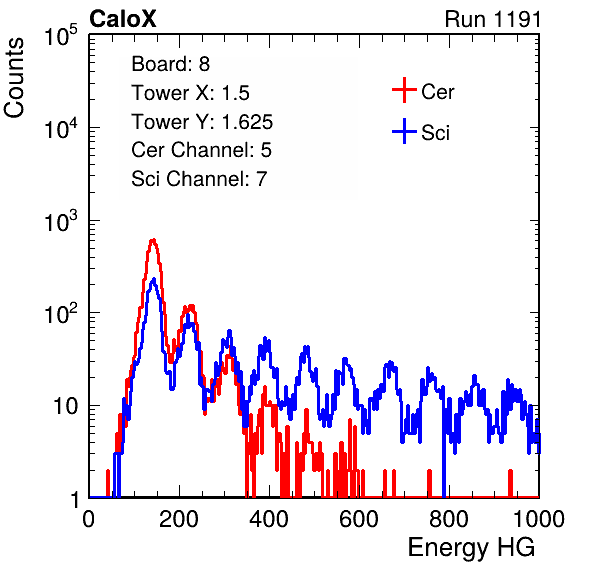 CaloX Run 1191
Counts
10^5
10^4
10^3
10^2
10
1
Board: 8
Tower X: 1.5
Tower Y: 1.625
Cer Channel: 5
Sci Channel: 7
Cer
Sci
0 200 400 600 800 1000
Energy HG